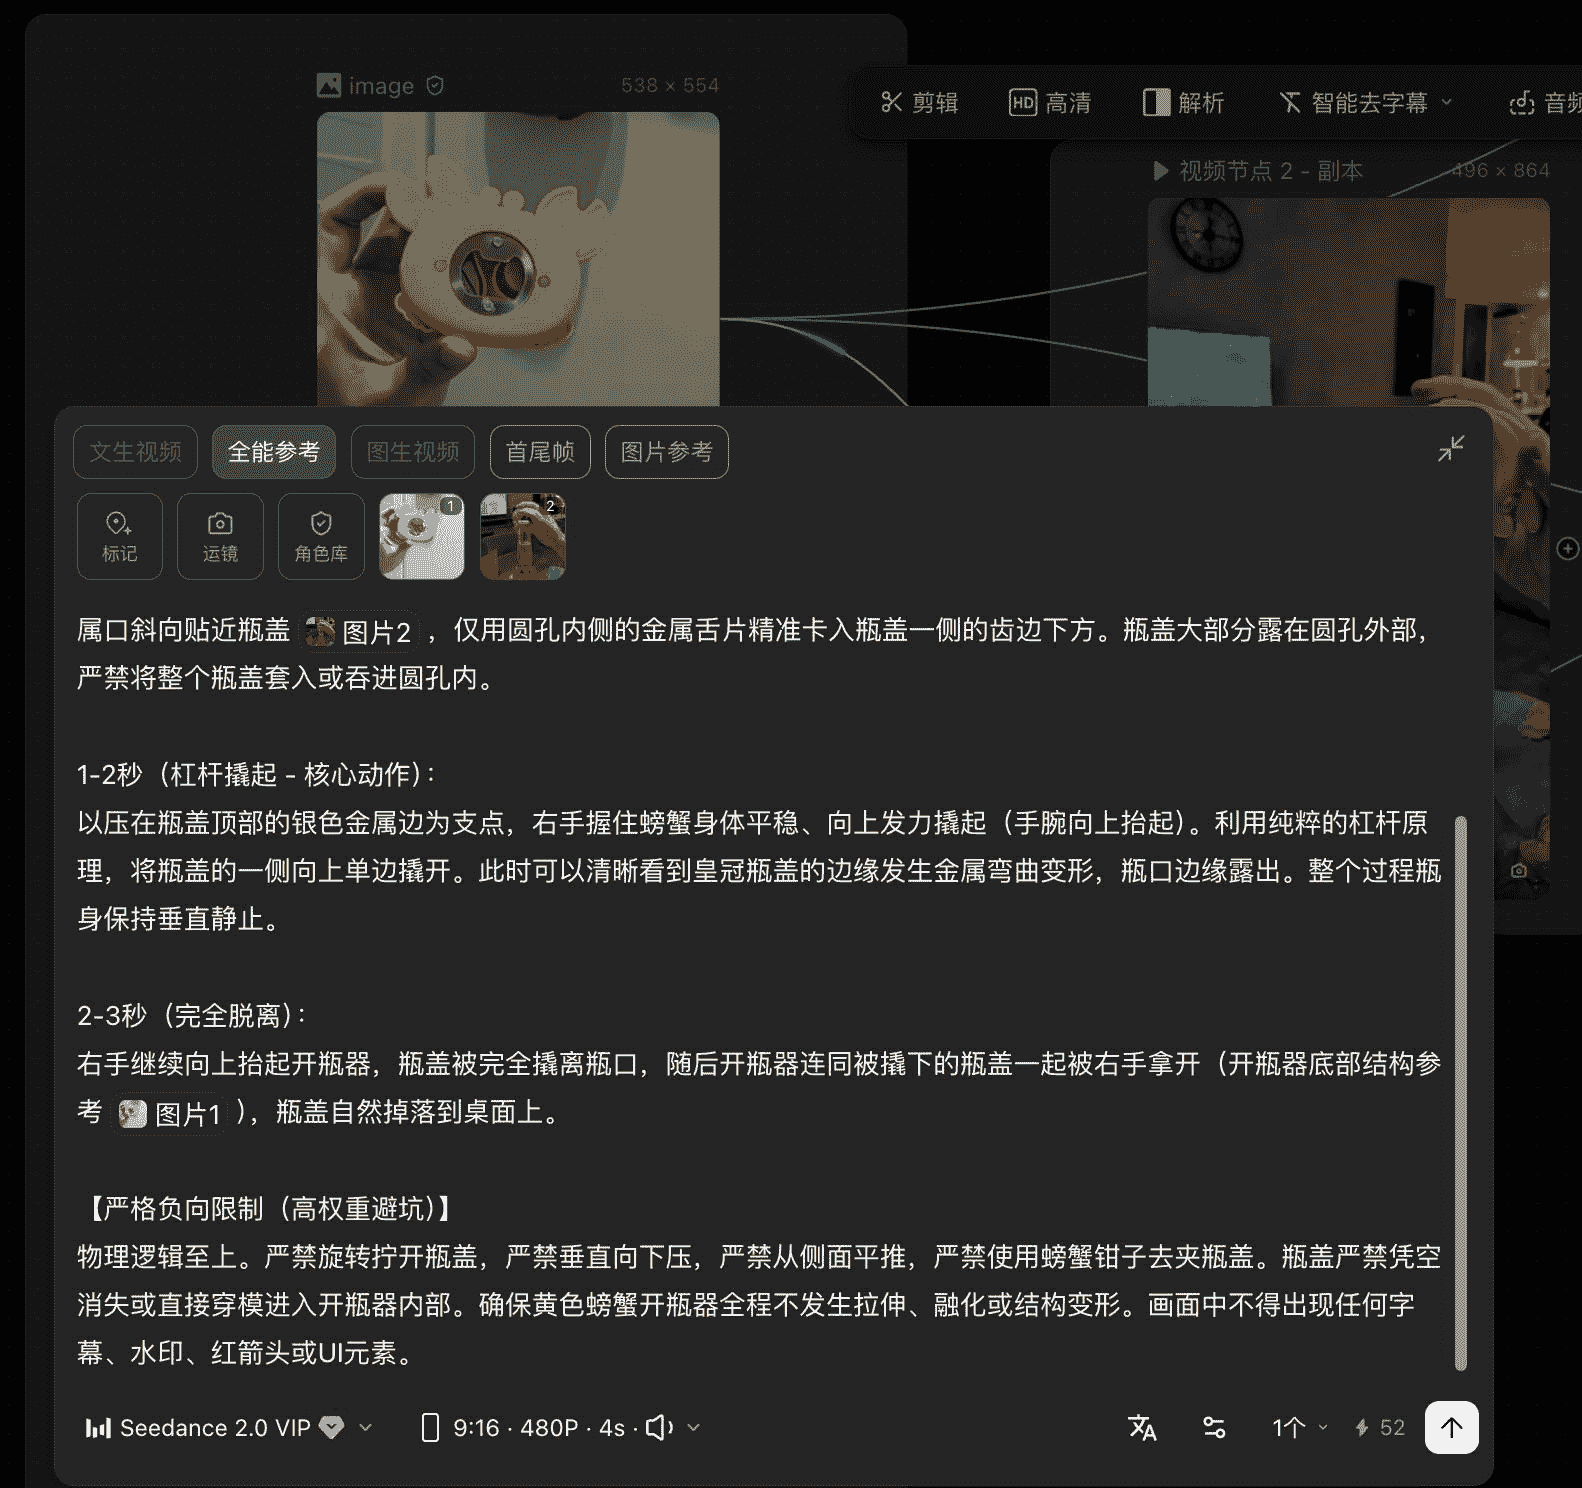 image
538 × 554
剪辑
HD 高清
解析
智能去字幕
音频
视频节点 2 - 副本
496 × 864
文生视频
全能参考
图生视频
首尾帧
图片参考
标记
运镜
角色库
1
2
属口斜向贴近瓶盖 图片2 ，仅用圆孔内侧的金属舌片精准卡入瓶盖一侧的齿边下方。瓶盖大部分露在圆孔外部，
严禁将整个瓶盖套入或吞进圆孔内。
1-2秒（杠杆撬起 - 核心动作）：
以压在瓶盖顶部的银色金属边为支点，右手握住螃蟹身体平稳、向上发力撬起（手腕向上抬起）。利用纯粹的杠杆原
理，将瓶盖的一侧向上单边撬开。此时可以清晰看到皇冠瓶盖的边缘发生金属弯曲变形，瓶口边缘露出。整个过程瓶
身保持垂直静止。
2-3秒（完全脱离）：
右手继续向上抬起开瓶器，瓶盖被完全撬离瓶口，随后开瓶器连同被撬下的瓶盖一起被右手拿开（开瓶器底部结构参
考 图片1 ），瓶盖自然掉落到桌面上。
【严格负向限制（高权重避坑）】
物理逻辑至上。严禁旋转拧开瓶盖，严禁垂直向下压，严禁从侧面平推，严禁使用螃蟹钳子去夹瓶盖。瓶盖严禁凭空
消失或直接穿模进入开瓶器内部。确保黄色螃蟹开瓶器全程不发生拉伸、融化或结构变形。画面中不得出现任何字
幕、水印、红箭头或UI元素。
Seedance 2.0 VIP
9:16 · 480P · 4s ·
1个
52